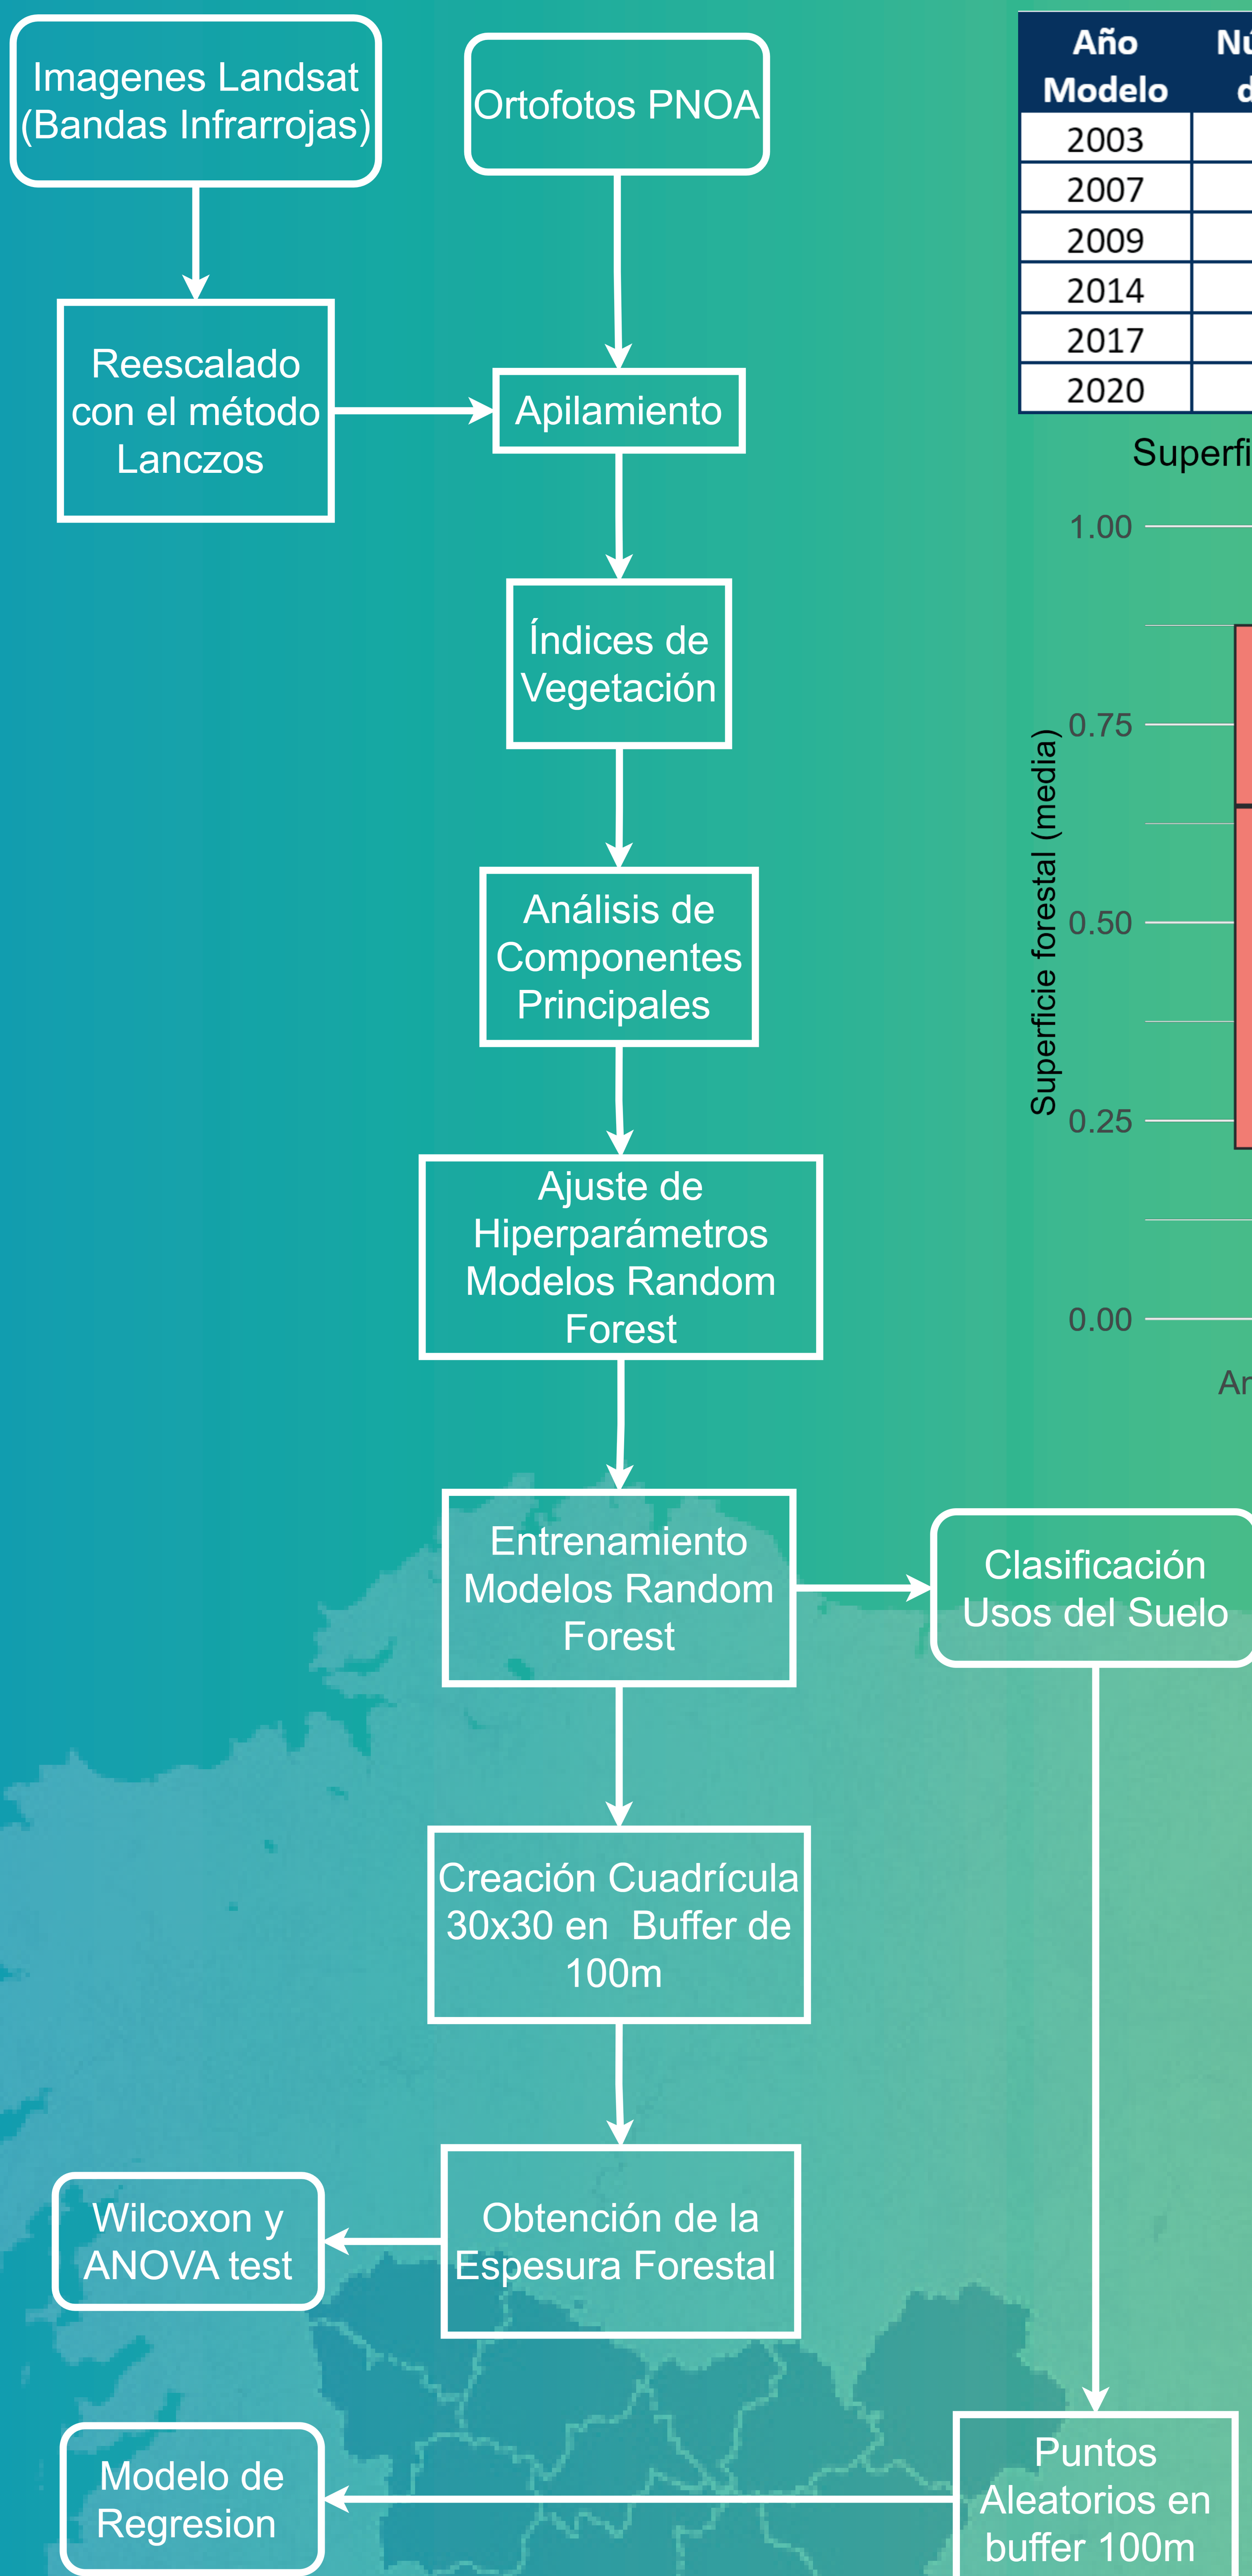 Imagenes Landsat
(Bandas Infrarrojas)
Ortofotos PNOA
Reescalado
con el método
Lanczos
Apilamiento
Índices de
Vegetación
Análisis de
Componentes
Principales
Ajuste de
Hiperparámetros
Modelos Random
Forest
Entrenamiento
Modelos Random
Forest
Clasificación
Usos del Suelo
Creación Cuadrícula
30x30 en Buffer de
100m
Obtención de la
Espesura Forestal
Wilcoxon y
ANOVA test
Puntos
Aleatorios en
buffer 100m
Modelo de
Regresion
Año
Modelo
2003
2007
2009
2014
2017
2020
Superficie forestal (media)
1.00
0.75
0.50
0.25
0.00